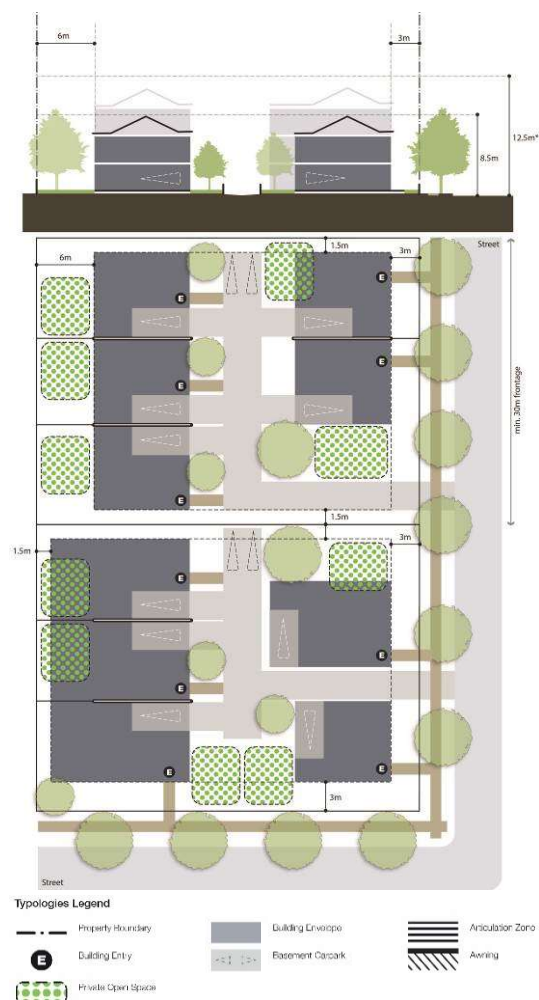 6m
3m
12.5m*
8.5m
1.5m
6m
3m
Street
E
E
E
E
min. 30m frontage
E
E
1.5m
3m
1.5m
E
E
E
E
E
3m
Street
Typologies Legend
Property Boundary
Building Envelope
Articulation Zone
E
Building Entry
Basement Carpark
Awning
Private Open Space